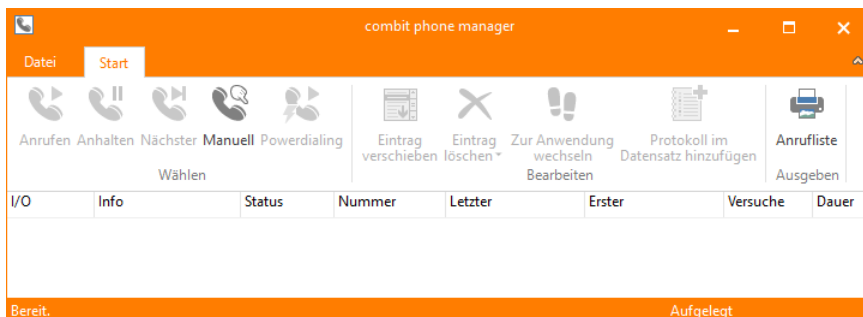 combit phone manager
Datei Start
Anrufen Anhalten Nächster Manuell Powerdialing Eintrag verschieben Eintrag löschen Zur Anwendung wechseln Protokoll im Datensatz hinzufügen Anrufliste
Wählen Bearbeiten Ausgeben
I/O Info Status Nummer Letzter Erster Versuche Dauer
Bereit. Aufgelegt